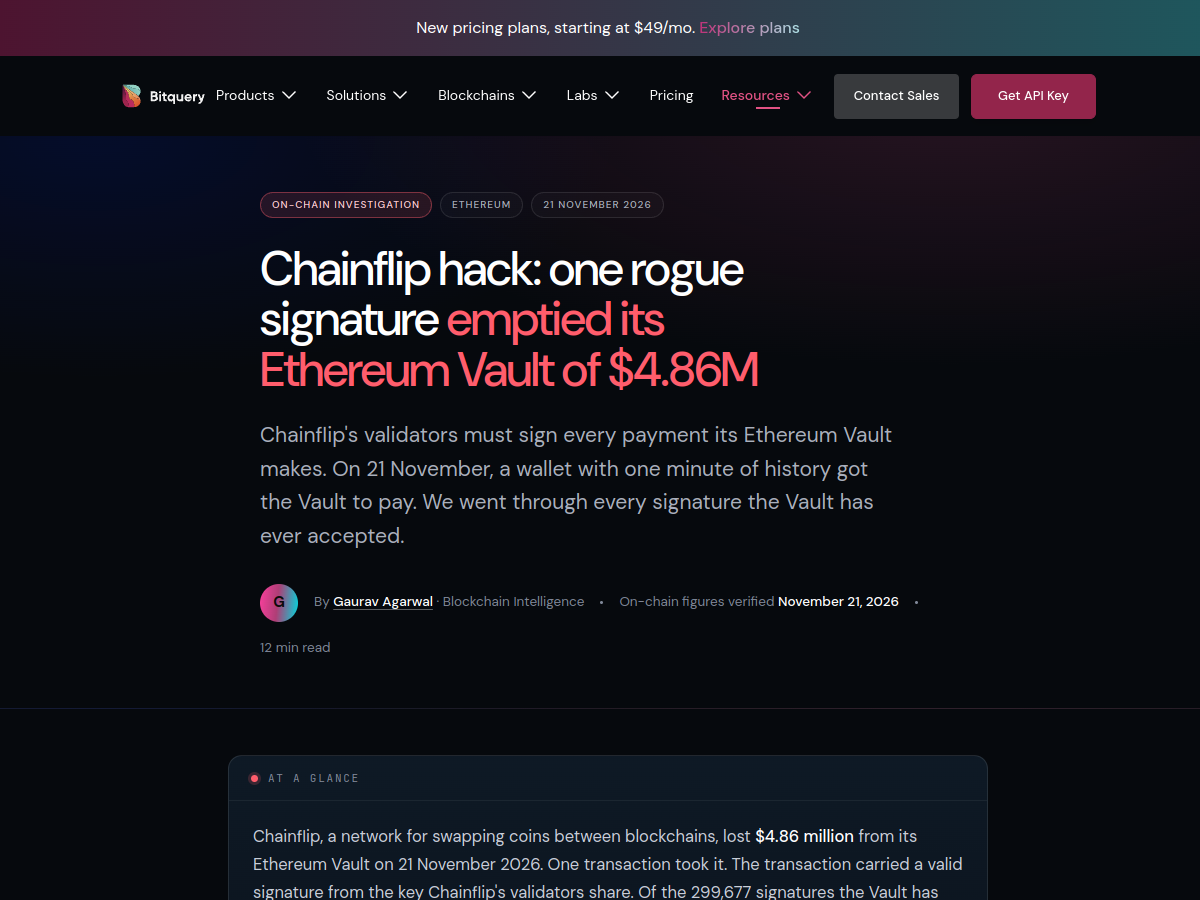 New pricing plans, starting at $49/mo. Explore plans
Bitquery Products Solutions Blockchains Labs Pricing Resources Contact Sales Get API Key
ON-CHAIN INVESTIGATION ETHEREUM 21 NOVEMBER 2026
Chainflip hack: one rogue
signature emptied its
Ethereum Vault of $4.86M
Chainflip's validators must sign every payment its Ethereum Vault
makes. On 21 November, a wallet with one minute of history got
the Vault to pay. We went through every signature the Vault has
ever accepted.
G By Gaurav Agarwal · Blockchain Intelligence • On-chain figures verified November 21, 2026 •
12 min read
AT A GLANCE
Chainflip, a network for swapping coins between blockchains, lost $4.86 million from its
Ethereum Vault on 21 November 2026. One transaction took it. The transaction carried a valid
signature from the key Chainflip's validators share. Of the 299,677 signatures the Vault has